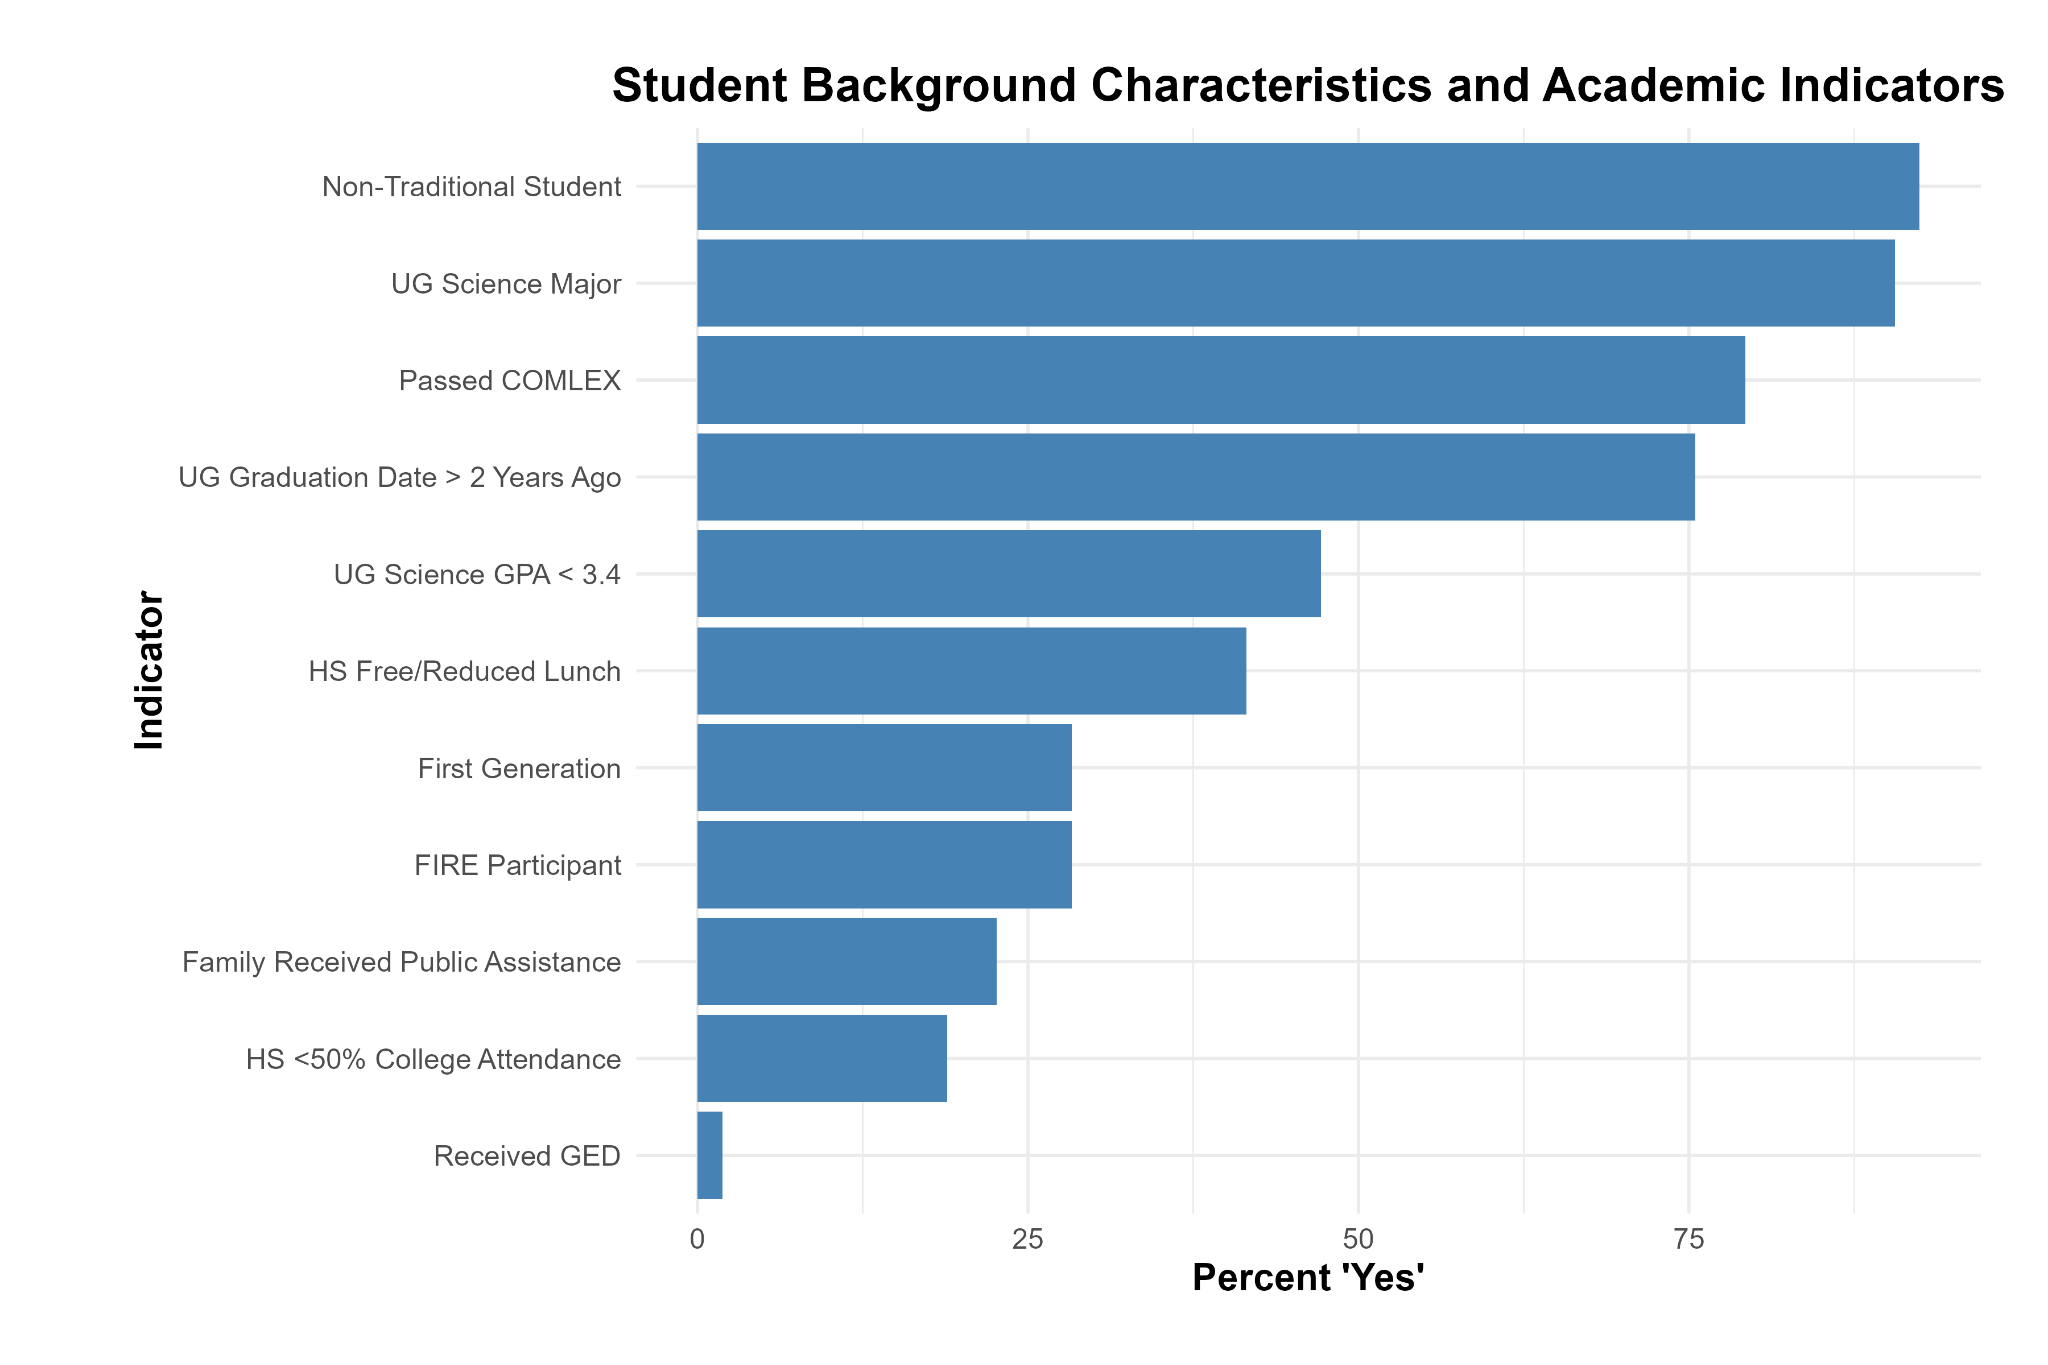 Student Background Characteristics and Academic Indicators
Indicator
Non-Traditional Student
UG Science Major
Passed COMLEX
UG Graduation Date > 2 Years Ago
UG Science GPA < 3.4
HS Free/Reduced Lunch
First Generation
FIRE Participant
Family Received Public Assistance
HS <50% College Attendance
Received GED
0 25 50 75
Percent 'Yes'